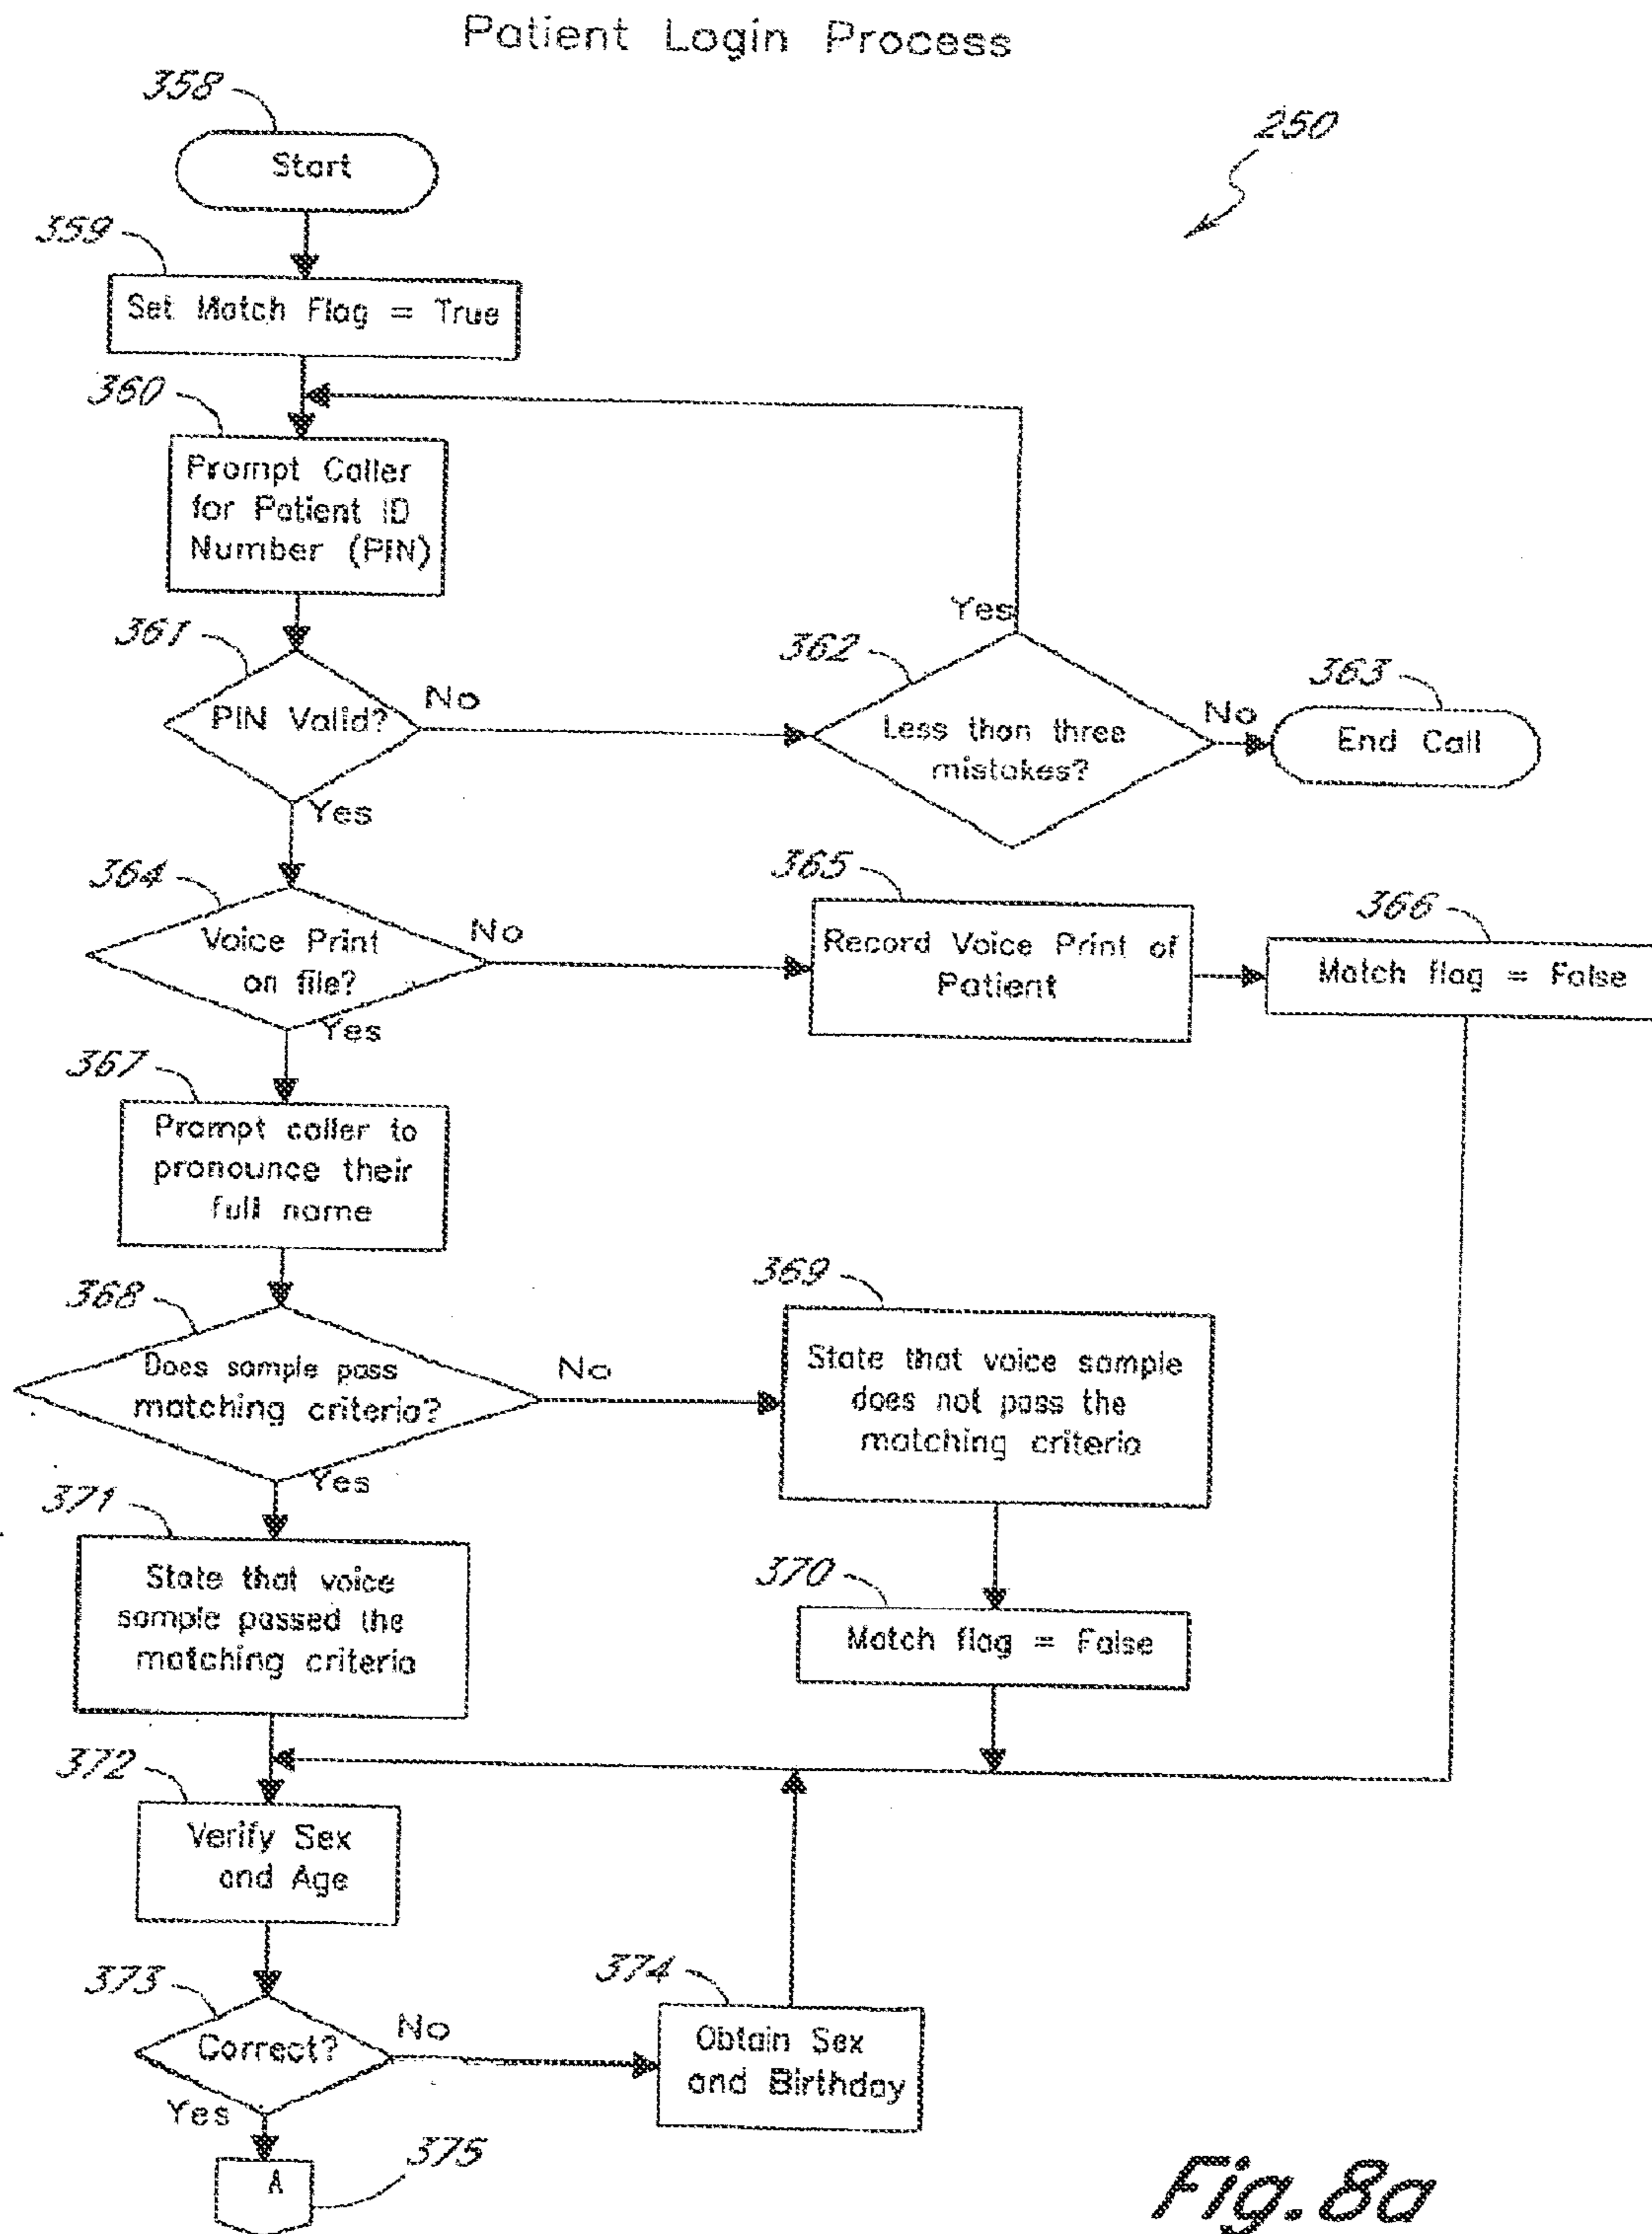 Patient Login Process
358
250
Start
359
Set Match Flag = True
360
Prompt Caller
for Patient ID
Number (PIN)
361
PIN Valid?
No
Yes
362
Less than three
mistakes?
Yes
No
363
End Call
364
Voice Print
on file?
No
Yes
365
Record Voice Print of
Patient
366
Match flag = False
367
Prompt caller to
pronounce their
full name
368
Does sample pass
matching criteria?
No
Yes
369
State that voice sample
does not pass the
matching criteria
370
Match flag = False
371
State that voice
sample passed the
matching criteria
372
Verify Sex
and Age
373
Correct?
No
Yes
374
Obtain Sex
and Birthday
A
375
Fig. 8a